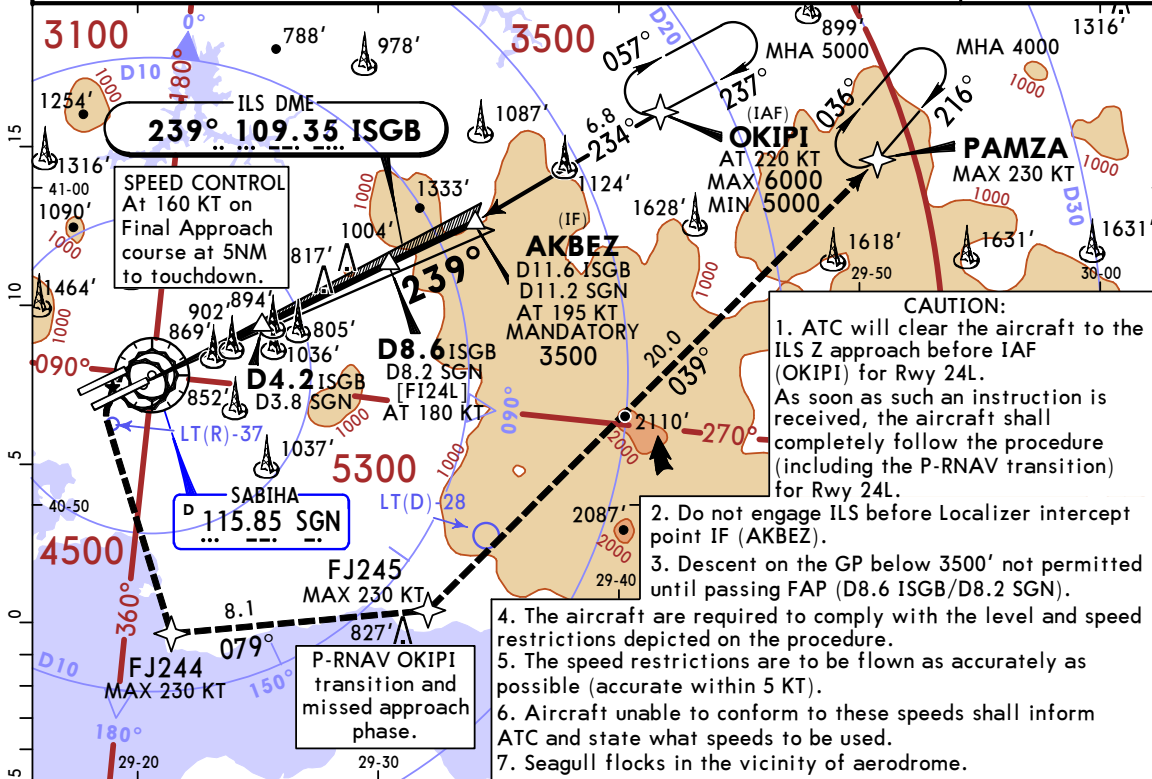 3100
0°
180°
788'
978'
3500
D20
057°
237°
899'
MHA 5000
MHA 4000
1316'
1000
D10
1000
1254'
ILS DME
239° 109.35 ISGB
1087'
6.8
234°
(IAF)
OKIPI
AT 220 KT
MAX 6000
MIN 5000
036°
216°
PAMZA
MAX 230 KT
1000
1000
D30
15
1316'
41-00
1090'
1000
SPEED CONTROL
At 160 KT on
Final Approach
course at 5NM
to touchdown.
1000
1333'
1124'
1004'
817'
239°
(IF)
AKBEZ
D11.6 ISGB
D11.2 SGN
AT 195 KT
MANDATORY
3500
1628'
1000
1618'
29-50
1631'
1631'
30-00
1464'
10
1000
894'
902'
869'
805'
1036'
852'
D4.2 ISGB
D3.8 SGN
D8.6 ISGB
D8.2 SGN
[FI24L]
AT 180 KT
090°
090°
20.0
039°
2110'
2000
270°
1000
1000
LT(R)-37
1037'
5300
5
SABIHA
D
115.85 SGN
LT(D)-28
40-50
4500
2087'
2000
29-40
FJ245
MAX 230 KT
360°
0
8.1
079°
827'
FJ244
MAX 230 KT
D10
150°
180°
5
29-20
29-30
P-RNAV OKIPI
transition and
missed approach
phase.
CAUTION:
1. ATC will clear the aircraft to the
ILS Z approach before IAF
(OKIPI) for Rwy 24L.
As soon as such an instruction is
received, the aircraft shall
completely follow the procedure
(including the P-RNAV transition)
for Rwy 24L.
2. Do not engage ILS before Localizer intercept
point IF (AKBEZ).
3. Descent on the GP below 3500' not permitted
until passing FAP (D8.6 ISGB/D8.2 SGN).
4. The aircraft are required to comply with the level and speed
restrictions depicted on the procedure.
5. The speed restrictions are to be flown as accurately as
possible (accurate within 5 KT).
6. Aircraft unable to conform to these speeds shall inform
ATC and state what speeds to be used.
7. Seagull flocks in the vicinity of aerodrome.